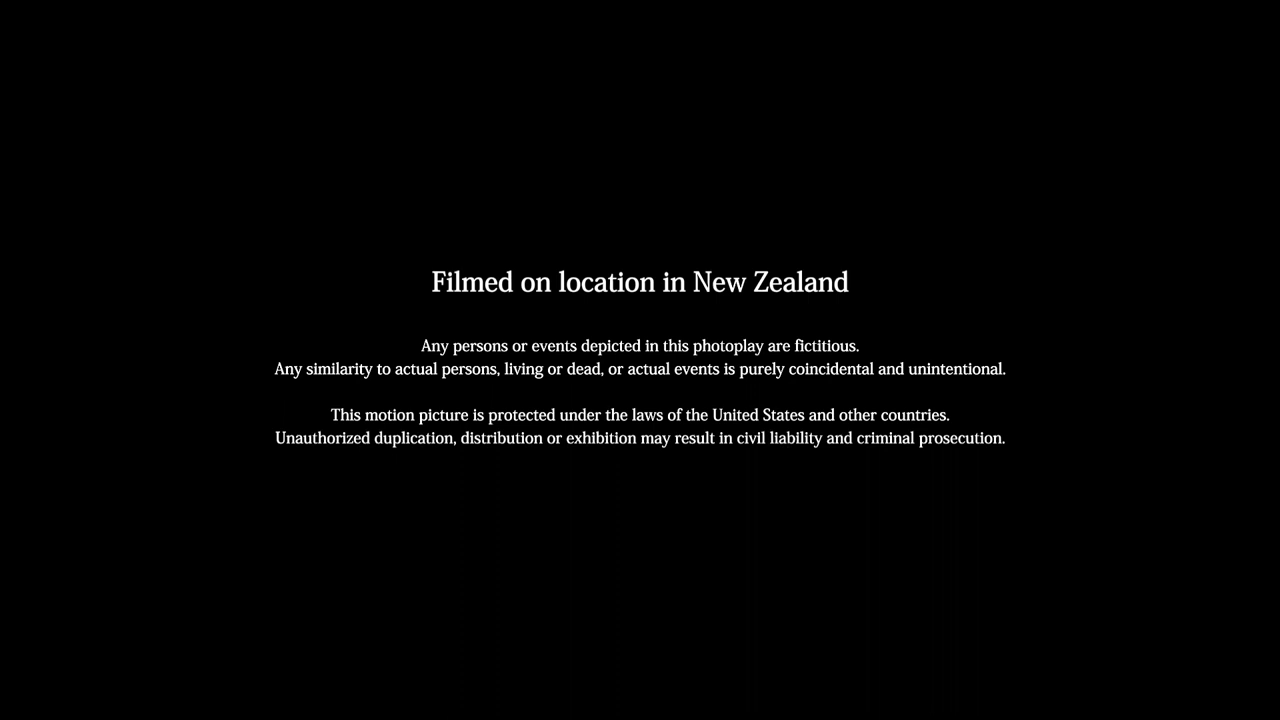 Filmed on location in New Zealand
Any persons or events depicted in this photoplay are fictitious.
Any similarity to actual persons, living or dead, or actual events is purely coincidental and unintentional.
This motion picture is protected under the laws of the United States and other countries.
Unauthorized duplication, distribution or exhibition may result in civil liability and criminal prosecution.